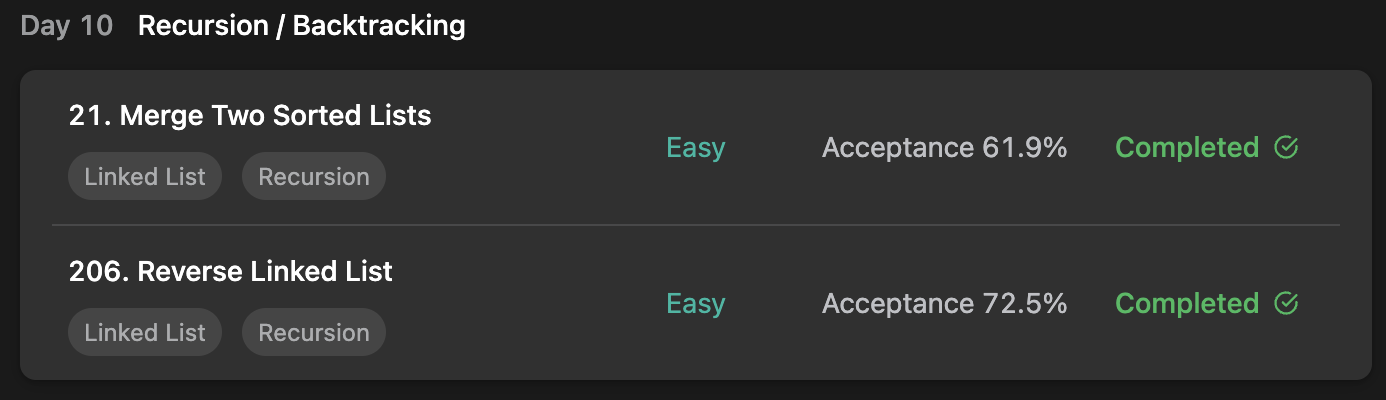 Day 10 Recursion / Backtracking
21. Merge Two Sorted Lists
Linked List Recursion
Easy Acceptance 61.9% Completed
206. Reverse Linked List
Linked List Recursion
Easy Acceptance 72.5% Completed